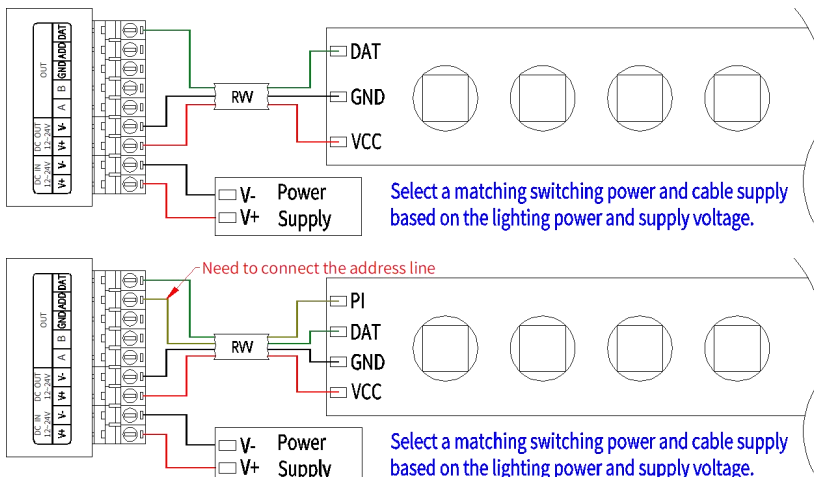 DAT
ADD
GND
OUT
B
A
DC OUT
12-24V
V-
V+
DC IN
12-24V
V-
V+
RVV
DAT
GND
VCC
V- Power
V+ Supply
Select a matching switching power and cable supply
based on the lighting power and supply voltage.
Need to connect the address line
DAT
ADD
GND
OUT
B
A
DC OUT
12-24V
V-
V+
DC IN
12-24V
V-
V+
RVV
PI
DAT
GND
VCC
V- Power
V+ Supply
Select a matching switching power and cable supply
based on the lighting power and supply voltage.